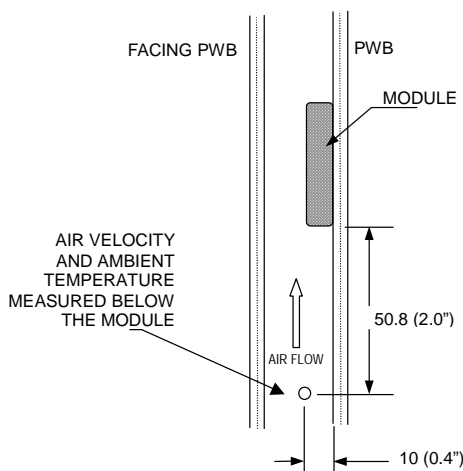 FACING PWB
PWB
MODULE
AIR VELOCITY
AND AMBIENT
TEMPERATURE
MEASURED BELOW
THE MODULE
50.8 (2.0")
AIR FLOW
10 (0.4")